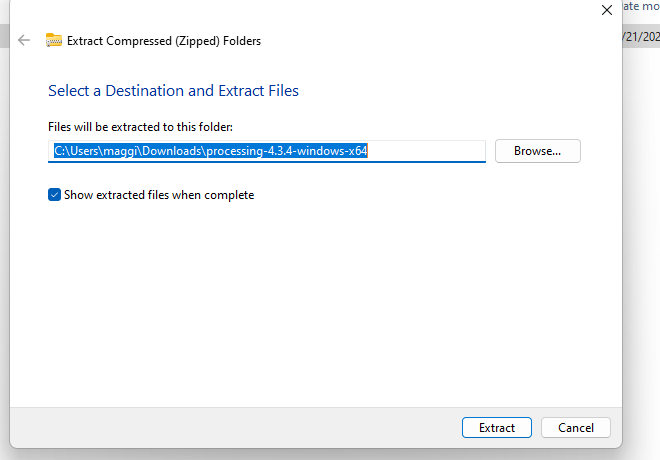 ate mo
/21/202
Extract Compressed (Zipped) Folders
Select a Destination and Extract Files
Files will be extracted to this folder:
C:\Users\maggi\Downloads\processing-4.3.4-windows-x64
Browse...
Show extracted files when complete
Extract
Cancel